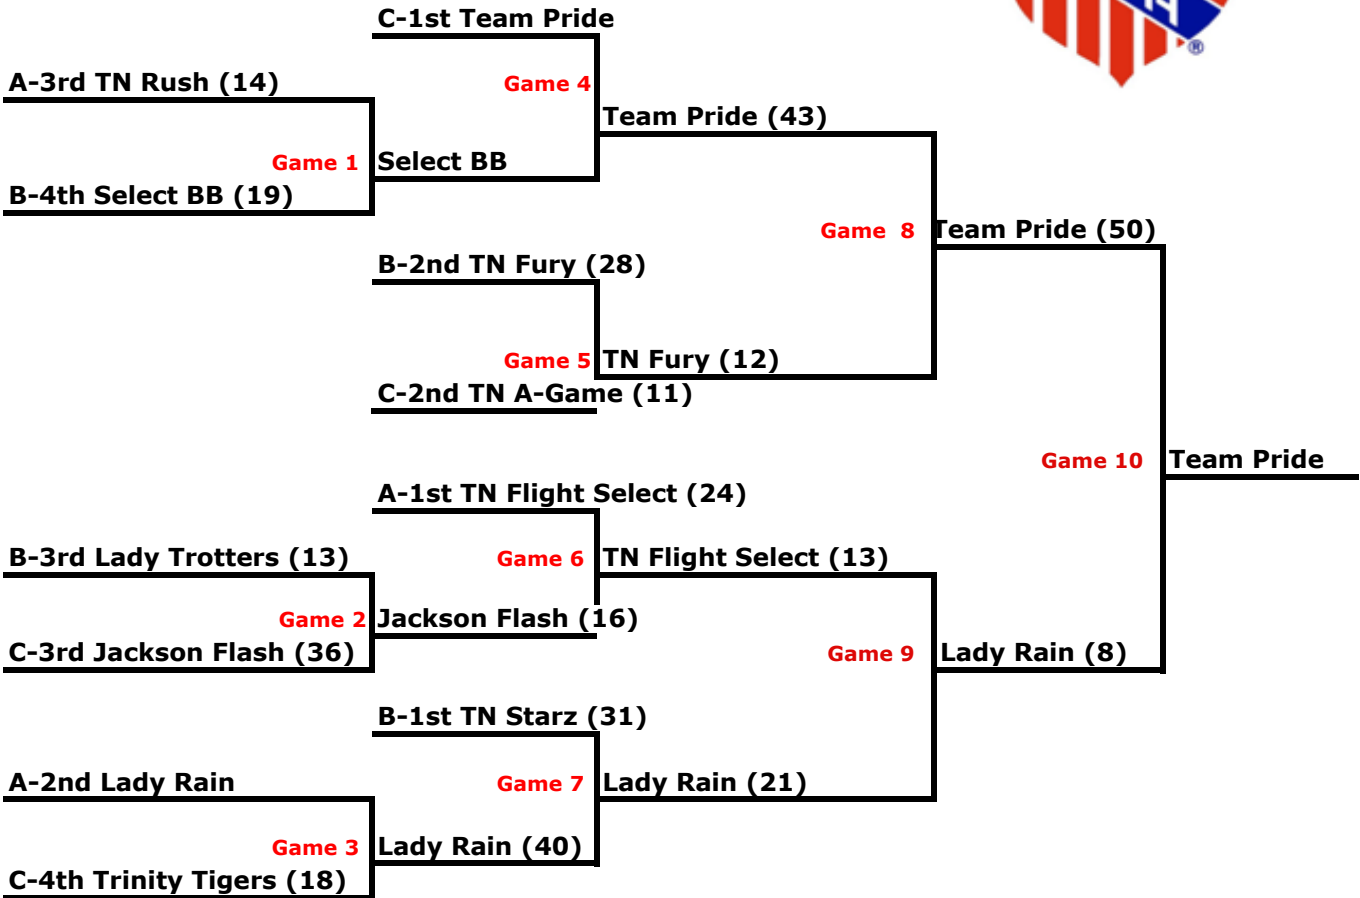 C-1st Team Pride
A-3rd TN Rush (14)
Game 4
Team Pride (43)
Game 1
Select BB
B-4th Select BB (19)
Game 8
Team Pride (50)
B-2nd TN Fury (28)
Game 5
TN Fury (12)
C-2nd TN A-Game (11)
Game 10
Team Pride
A-1st TN Flight Select (24)
B-3rd Lady Trotters (13)
Game 6
TN Flight Select (13)
Game 2
Jackson Flash (16)
C-3rd Jackson Flash (36)
Game 9
Lady Rain (8)
B-1st TN Starz (31)
A-2nd Lady Rain
Game 7
Lady Rain (21)
Game 3
Lady Rain (40)
C-4th Trinity Tigers (18)